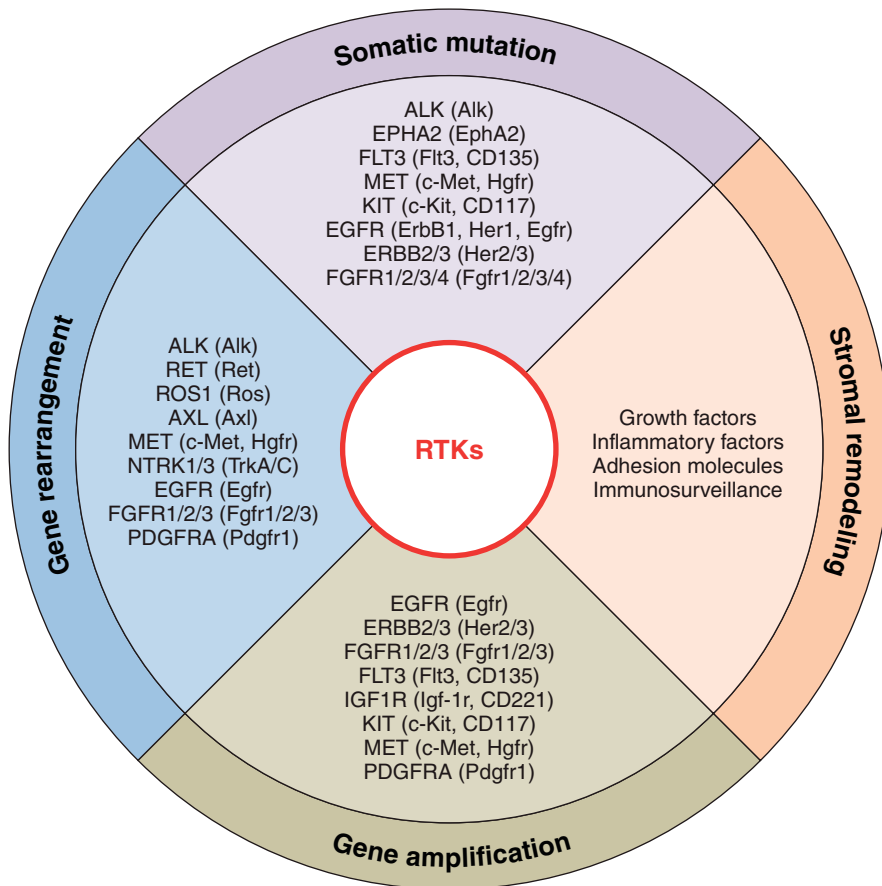 Somatic mutation
ALK (Alk)
EPHA2 (EphA2)
FLT3 (Flt3, CD135)
MET (c-Met, Hgfr)
KIT (c-Kit, CD117)
EGFR (ErbB1, Her1, Egfr)
ERBB2/3 (Her2/3)
FGFR1/2/3/4 (Fgfr1/2/3/4)
Gene rearrangement
ALK (Alk)
RET (Ret)
ROS1 (Ros)
AXL (Axl)
MET (c-Met, Hgfr)
NTRK1/3 (TrkA/C)
EGFR (Egfr)
FGFR1/2/3 (Fgfr1/2/3)
PDGFRA (Pdgfr1)
RTKs
Growth factors
Inflammatory factors
Adhesion molecules
Immunosurveillance
Stromal remodeling
EGFR (Egfr)
ERBB2/3 (Her2/3)
FGFR1/2/3 (Fgfr1/2/3)
FLT3 (Flt3, CD135)
IGF1R (Igf-1r, CD221)
KIT (c-Kit, CD117)
MET (c-Met, Hgfr)
PDGFRA (Pdgfr1)
Gene amplification